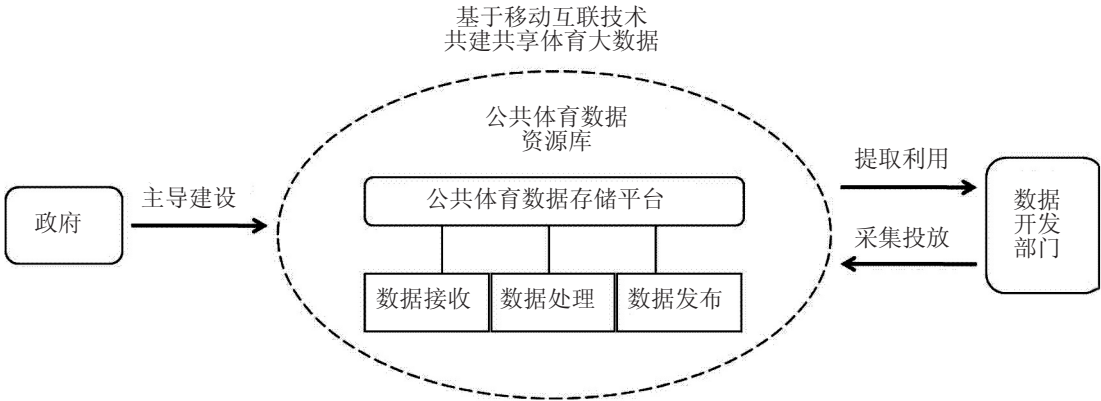 基于移动互联技术
共建共享体育大数据
公共体育数据
资源库
政府
主导建设
公共体育数据存储平台
数据接收
数据处理
数据发布
提取利用
采集投放
数据
开发
部门